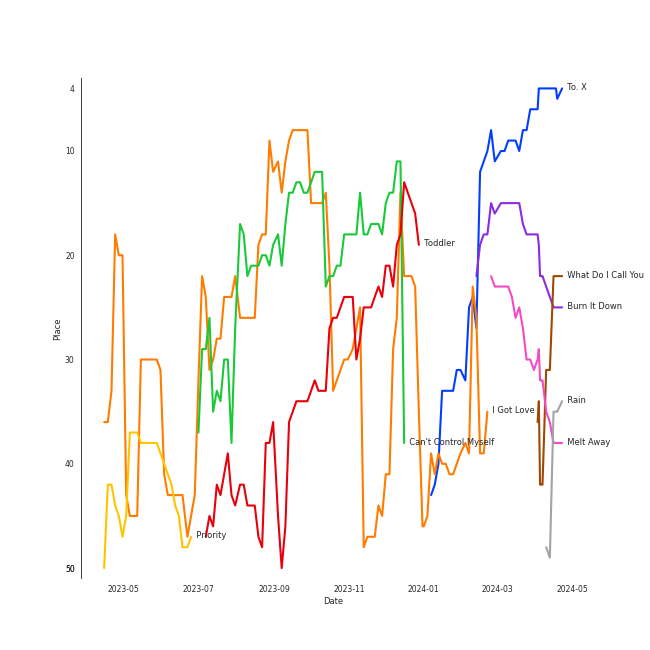 4
10
20
30
40
50
Place
To. X
Toddler
What Do I Call You
Burn It Down
Rain
I Got Love
Can't Control Myself
Melt Away
Priority
2023-05
2023-07
2023-09
2023-11
2024-01
2024-03
2024-05
Date